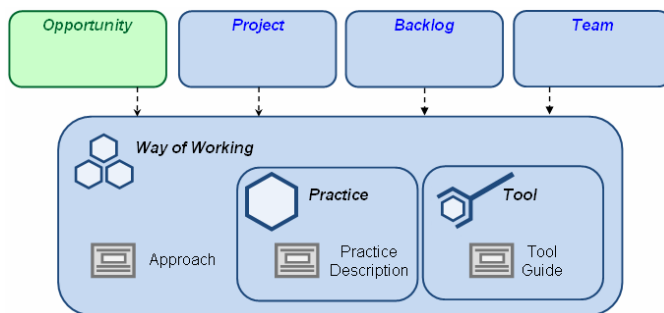 Opportunity
Project
Backlog
Team
Way of Working
Practice
Tool
Approach
Practice
Description
Tool
Guide